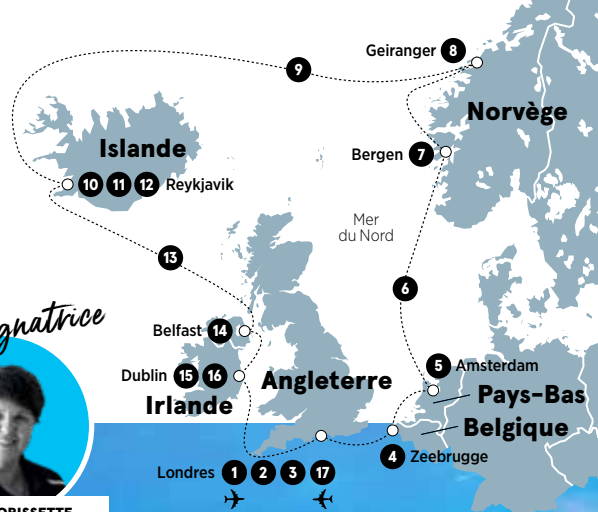 Geiranger 8
9
Norvège
Islande
Bergen 7
10 11 12 Reykjavik
Mer
du Nord
13
6
gnatrice
Belfast 14
5 Amsterdam
Dublin 15 16
Angleterre
Pays-Bas
Irlande
Belgique
4 Zeebrugge
Londres 1 2 3 17